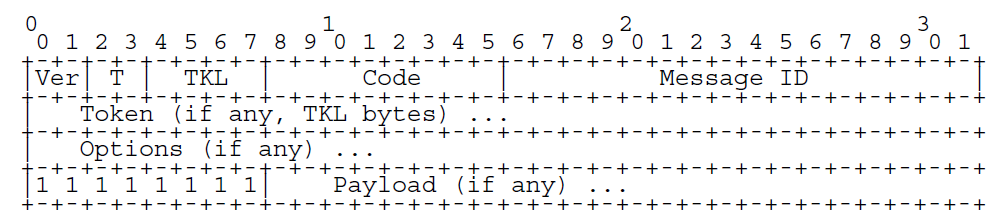 0                   1                   2                   3
 0 1 2 3 4 5 6 7 8 9 0 1 2 3 4 5 6 7 8 9 0 1 2 3 4 5 6 7 8 9 0 1
+-+-+-+-+-+-+-+-+-+-+-+-+-+-+-+-+-+-+-+-+-+-+-+-+-+-+-+-+-+-+-+-+
|Ver| T |  TKL  |      Code     |          Message ID           |
+-+-+-+-+-+-+-+-+-+-+-+-+-+-+-+-+-+-+-+-+-+-+-+-+-+-+-+-+-+-+-+-+
|   Token (if any, TKL bytes) ...
+-+-+-+-+-+-+-+-+-+-+-+-+-+-+-+-+-+-+-+-+-+-+-+-+-+-+-+-+-+-+-+-+
|   Options (if any) ...
+-+-+-+-+-+-+-+-+-+-+-+-+-+-+-+-+-+-+-+-+-+-+-+-+-+-+-+-+-+-+-+-+
|1 1 1 1 1 1 1 1|    Payload (if any) ...
+-+-+-+-+-+-+-+-+-+-+-+-+-+-+-+-+-+-+-+-+-+-+-+-+-+-+-+-+-+-+-+-+